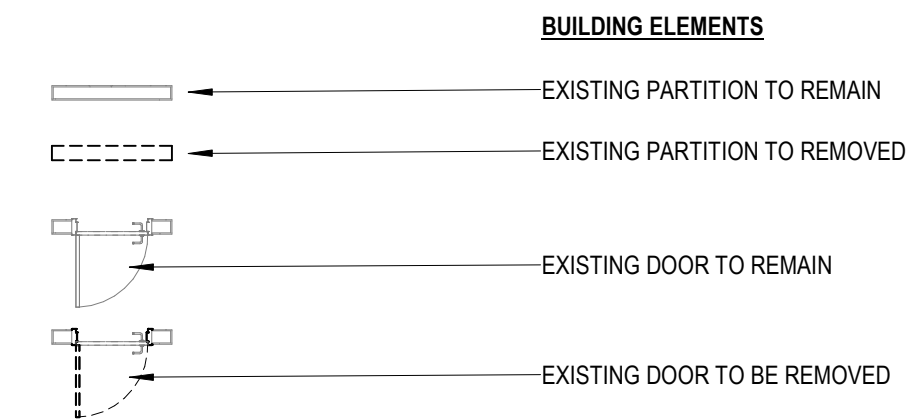 BUILDING ELEMENTS
EXISTING PARTITION TO REMAIN
EXISTING PARTITION TO REMOVED
EXISTING DOOR TO REMAIN
EXISTING DOOR TO BE REMOVED